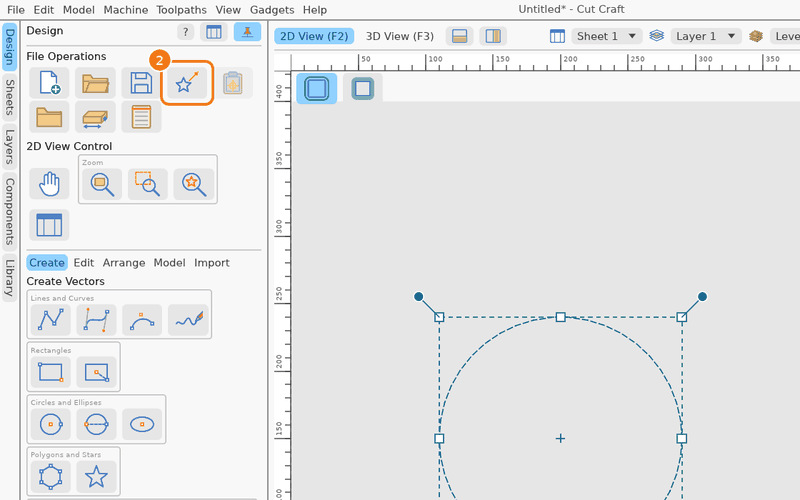 File Edit Model Machine Toolpaths View Gadgets Help Untitled* - Cut Craft
Design ?
2D View (F2) 3D View (F3) Sheet 1 Layer 1 Leve
File Operations
2
50 100 150 200 250 300 350
400
350
300
250
200
150
00
Design
Sheets
Layers
Components
Library
2D View Control
Zoom
Create Edit Arrange Model Import
Create Vectors
Lines and Curves
Rectangles
Circles and Ellipses
Polygons and Stars